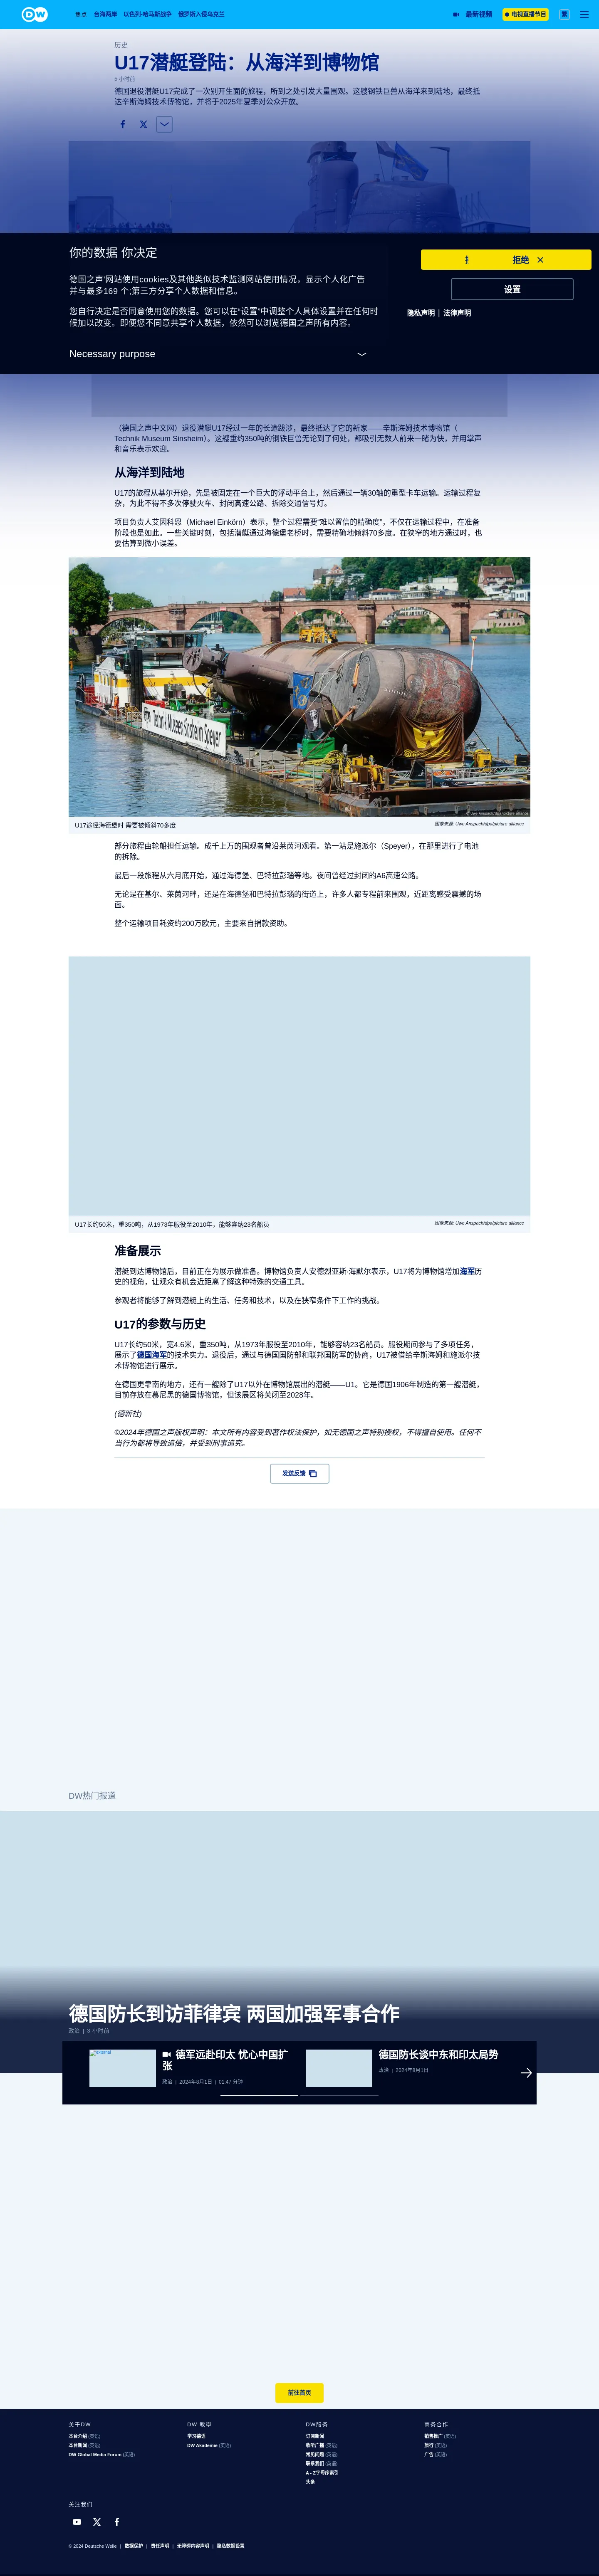 DW
焦点 台海两岸 以色列-哈马斯战争 俄罗斯入侵乌克兰 最新视频 电视直播节目 繁
历史
U17潜艇登陆：从海洋到博物馆
5 小时前
德国退役潜艇U17完成了一次别开生面的旅程，所到之处引发大量围观。这艘钢铁巨兽从海洋来到陆地，最终抵
达辛斯海姆技术博物馆，并将于2025年夏季对公众开放。
你的数据 你决定
德国之声'网站使用cookies及其他类似技术监测网站使用情况，显示个人化广告
并与最多169 个;第三方分享个人数据和信息。
您自行决定是否同意使用您的数据。您可以在"设置"中调整个人具体设置并在任何时
候加以改变。即便您不同意共享个人数据，依然可以浏览德国之声所有内容。
Necessary purpose
拒绝
设置
隐私声明 | 法律声明
（德国之声中文网）退役潜艇U17经过一年的长途跋涉，最终抵达了它的新家——辛斯海姆技术博物馆（
Technik Museum Sinsheim）。这艘重约350吨的钢铁巨兽无论到了何处，都吸引无数人前来一睹为快，并用掌声
和音乐表示欢迎。
从海洋到陆地
U17的旅程从基尔开始，先是被固定在一个巨大的浮动平台上，然后通过一辆30轴的重型卡车运输。运输过程复
杂，为此不得不多次停驶火车、封闭高速公路、拆除交通信号灯。
项目负责人艾因科恩（Michael Einkörn）表示，整个过程需要"难以置信的精确度"，不仅在运输过程中，在准备
阶段也是如此。一些关键时刻，包括潜艇通过海德堡老桥时，需要精确地倾斜70多度。在狭窄的地方通过时，也
要估算到微小误差。
Technik Museum Sinsheim Speyer
U17途径海德堡时 需要被倾斜70多度
图像来源: Uwe Anspach/dpa/picture alliance
部分旅程由轮船担任运输。成千上万的围观者曾沿莱茵河观看。第一站是施派尔（Speyer），在那里进行了电池
的拆除。
最后一段旅程从六月底开始，通过海德堡、巴特拉彭瑙等地。夜间曾经过封闭的A6高速公路。
无论是在基尔、莱茵河畔，还是在海德堡和巴特拉彭瑙的街道上，许多人都专程前来围观，近距离感受震撼的场
面。
整个运输项目耗资约200万欧元，主要来自捐款资助。
U17长约50米，重350吨，从1973年服役至2010年，能够容纳23名船员
图像来源: Uwe Anspach/dpa/picture alliance
准备展示
潜艇到达博物馆后，目前正在为展示做准备。博物馆负责人安德烈亚斯·海默尔表示，U17将为博物馆增加海军历
史的视角，让观众有机会近距离了解这种特殊的交通工具。
参观者将能够了解到潜艇上的生活、任务和技术，以及在狭窄条件下工作的挑战。
U17的参数与历史
U17长约50米，宽4.6米，重350吨，从1973年服役至2010年，能够容纳23名船员。服役期间参与了多项任务，
展示了德国海军的技术实力。退役后，通过与德国国防部和联邦国防军的协商，U17被借给辛斯海姆和施派尔技
术博物馆进行展示。
在德国更靠南的地方，还有一艘除了U17以外在博物馆展出的潜艇——U1。它是德国1906年制造的第一艘潜艇，
目前存放在慕尼黑的德国博物馆，但该展区将关闭至2028年。
(德新社)
©2024年德国之声版权声明：本文所有内容受到著作权法保护，如无德国之声特别授权，不得擅自使用。任何不
当行为都将导致追偿，并受到刑事追究。
发送反馈
DW热门报道
德国防长到访菲律宾 两国加强军事合作
政治 | 3 小时前
德军远赴印太 忧心中国扩
张
政治 | 2024年8月1日 | 01:47 分钟
德国防长谈中东和印太局势
政治 | 2024年8月1日
前往首页
关于DW
本台介绍 (英语)
本台新闻 (英语)
DW Global Media Forum (英语)
DW 教學
学习德语
DW Akademie (英语)
DW服务
订阅新闻
收听广播 (英语)
常见问题 (英语)
联系我们 (英语)
A - Z字母序索引
头条
商务合作
销售推广 (英语)
旅行 (英语)
广告 (英语)
关注我们
© 2024 Deutsche Welle | 数据保护 | 责任声明 | 无障碍内容声明 | 隐私数据设置